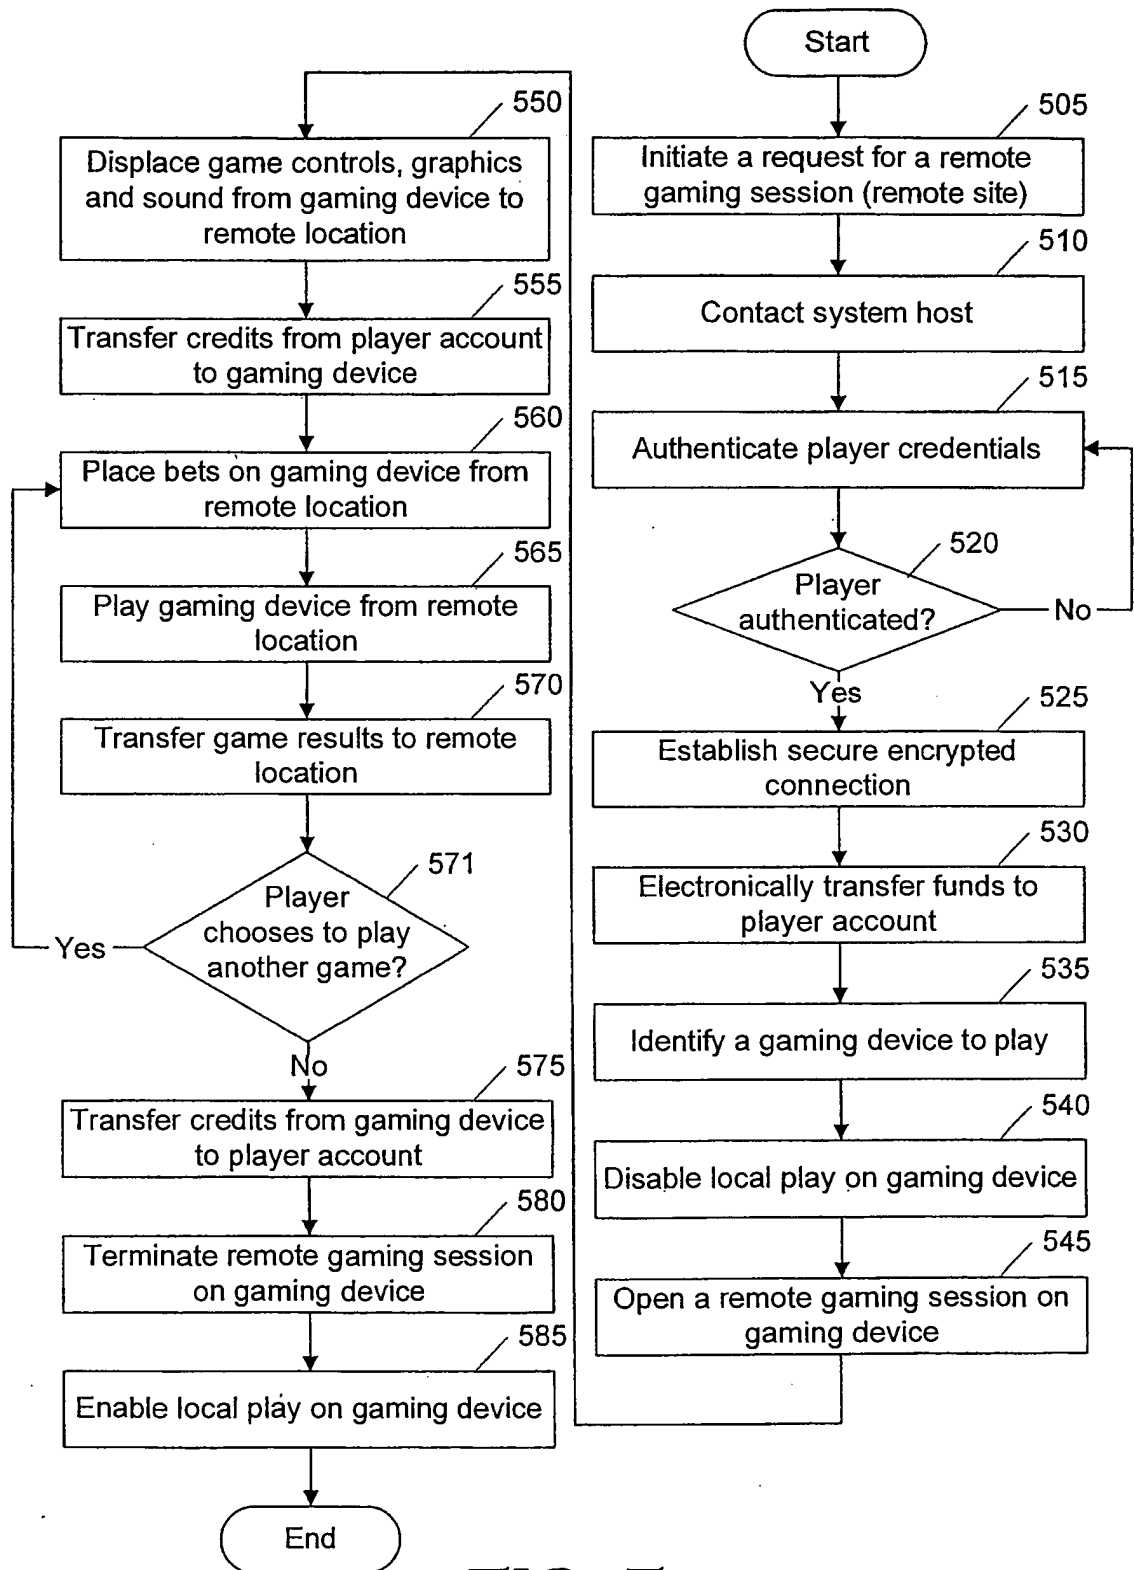 Start
505
Initiate a request for a remote
gaming session (remote site)
510
Contact system host
515
Authenticate player credentials
520
Player
authenticated?
No
Yes
525
Establish secure encrypted
connection
530
Electronically transfer funds to
player account
535
Identify a gaming device to play
540
Disable local play on gaming device
545
Open a remote gaming session on
gaming device
550
Displace game controls, graphics
and sound from gaming device to
remote location
555
Transfer credits from player account
to gaming device
560
Place bets on gaming device from
remote location
565
Play gaming device from remote
location
570
Transfer game results to remote
location
571
Player
chooses to play
another game?
Yes
No
575
Transfer credits from gaming device
to player account
580
Terminate remote gaming session
on gaming device
585
Enable local play on gaming device
End